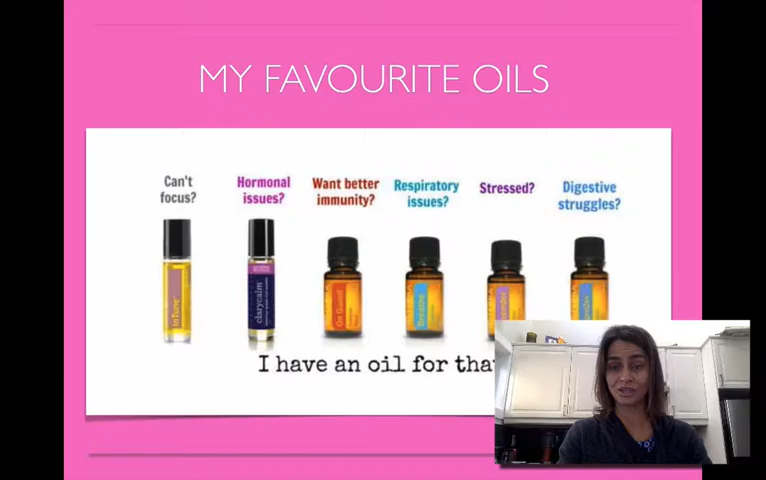 MY FAVOURITE OILS
Can't
focus?
Hormonal
issues?
Want better
immunity?
Respiratory
issues?
Stressed?
Digestive
struggles?
InTune
clarycalm
On Guard
Breathe
I have an oil for tha